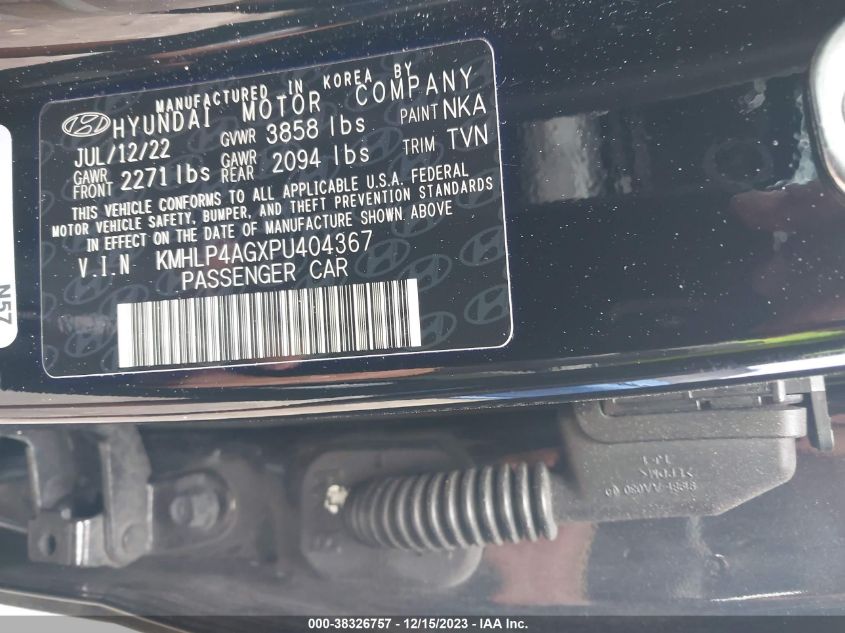 MANUFACTURED IN KOREA BY
HYUNDAI MOTOR COMPANY
JUL/12/22 GVWR 3858 lbs PAINT NKA
GAWR FRONT 2271 lbs GAWR REAR 2094 lbs TRIM TVN
THIS VEHICLE CONFORMS TO ALL APPLICABLE U.S.A. FEDERAL
MOTOR VEHICLE SAFETY, BUMPER, AND THEFT PREVENTION STANDARDS
IN EFFECT ON THE DATE OF MANUFACTURE SHOWN ABOVE
V.I.N KMHLP4AGXPU404367
PASSENGER CAR
N57
000-38326757 - 12/15/2023 - IAA Inc.